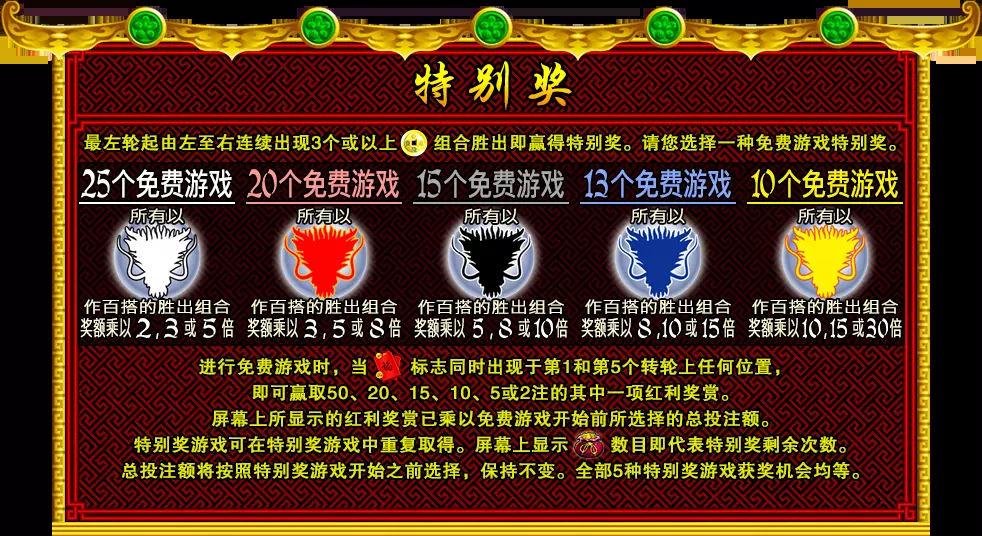 特别奖
最左轮起由左至右连续出现3个或以上 组合胜出即赢得特别奖。请您选择一种免费游戏特别奖。
25个免费游戏 20个免费游戏 15个免费游戏 13个免费游戏 10个免费游戏
所有以 所有以 所有以 所有以 所有以
作百搭的胜出组合 作百搭的胜出组合 作百搭的胜出组合 作百搭的胜出组合 作百搭的胜出组合
奖额乘以2,3或5倍 奖额乘以3,5或8倍 奖额乘以5,8或10倍 奖额乘以8,10或15倍 奖额乘以10,15或30倍
进行免费游戏时，当 标志同时出现于第1和第5个转轮上任何位置，
即可赢取50、20、15、10、5或2注的其中一项红利奖赏。
屏幕上所显示的红利奖赏已乘以免费游戏开始前所选择的总投注额。
特别奖游戏可在特别奖游戏中重复取得。屏幕上显示 数目即代表特别奖剩余次数。
总投注额将按照特别奖游戏开始之前选择，保持不变。全部5种特别奖游戏获奖机会均等。